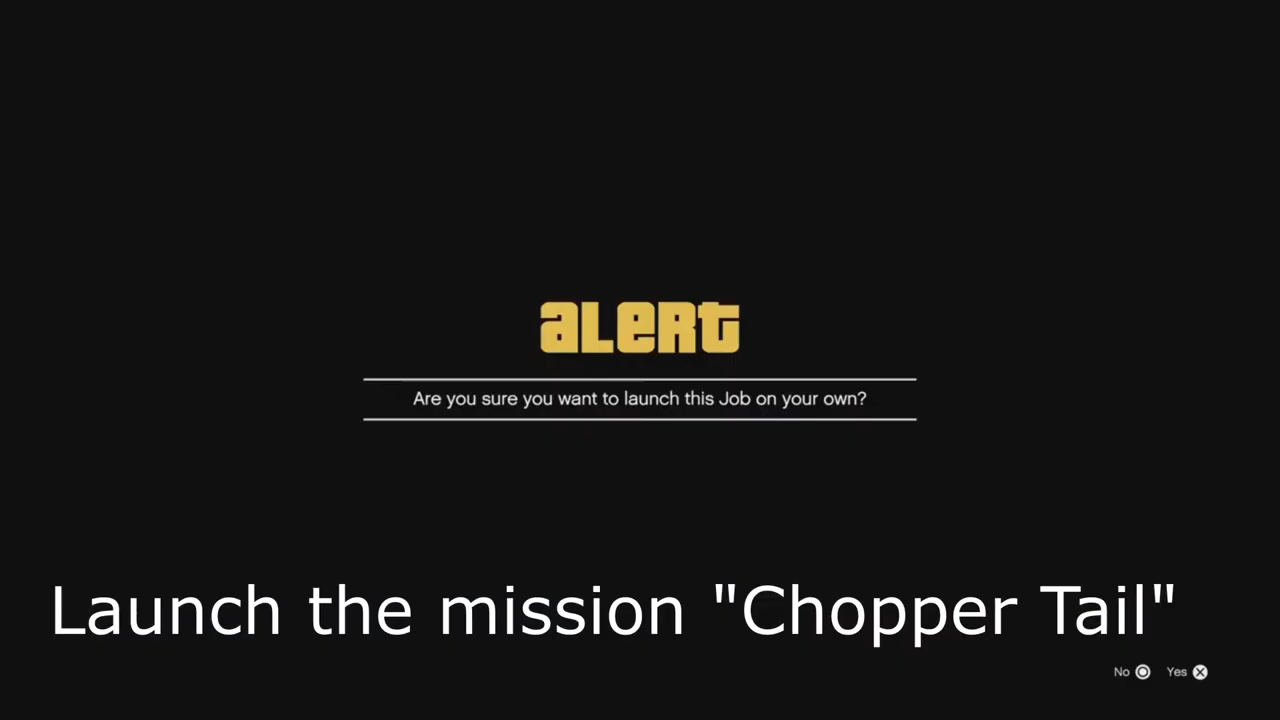 alert
Are you sure you want to launch this Job on your own?
Launch the mission "Chopper Tail"
No Yes